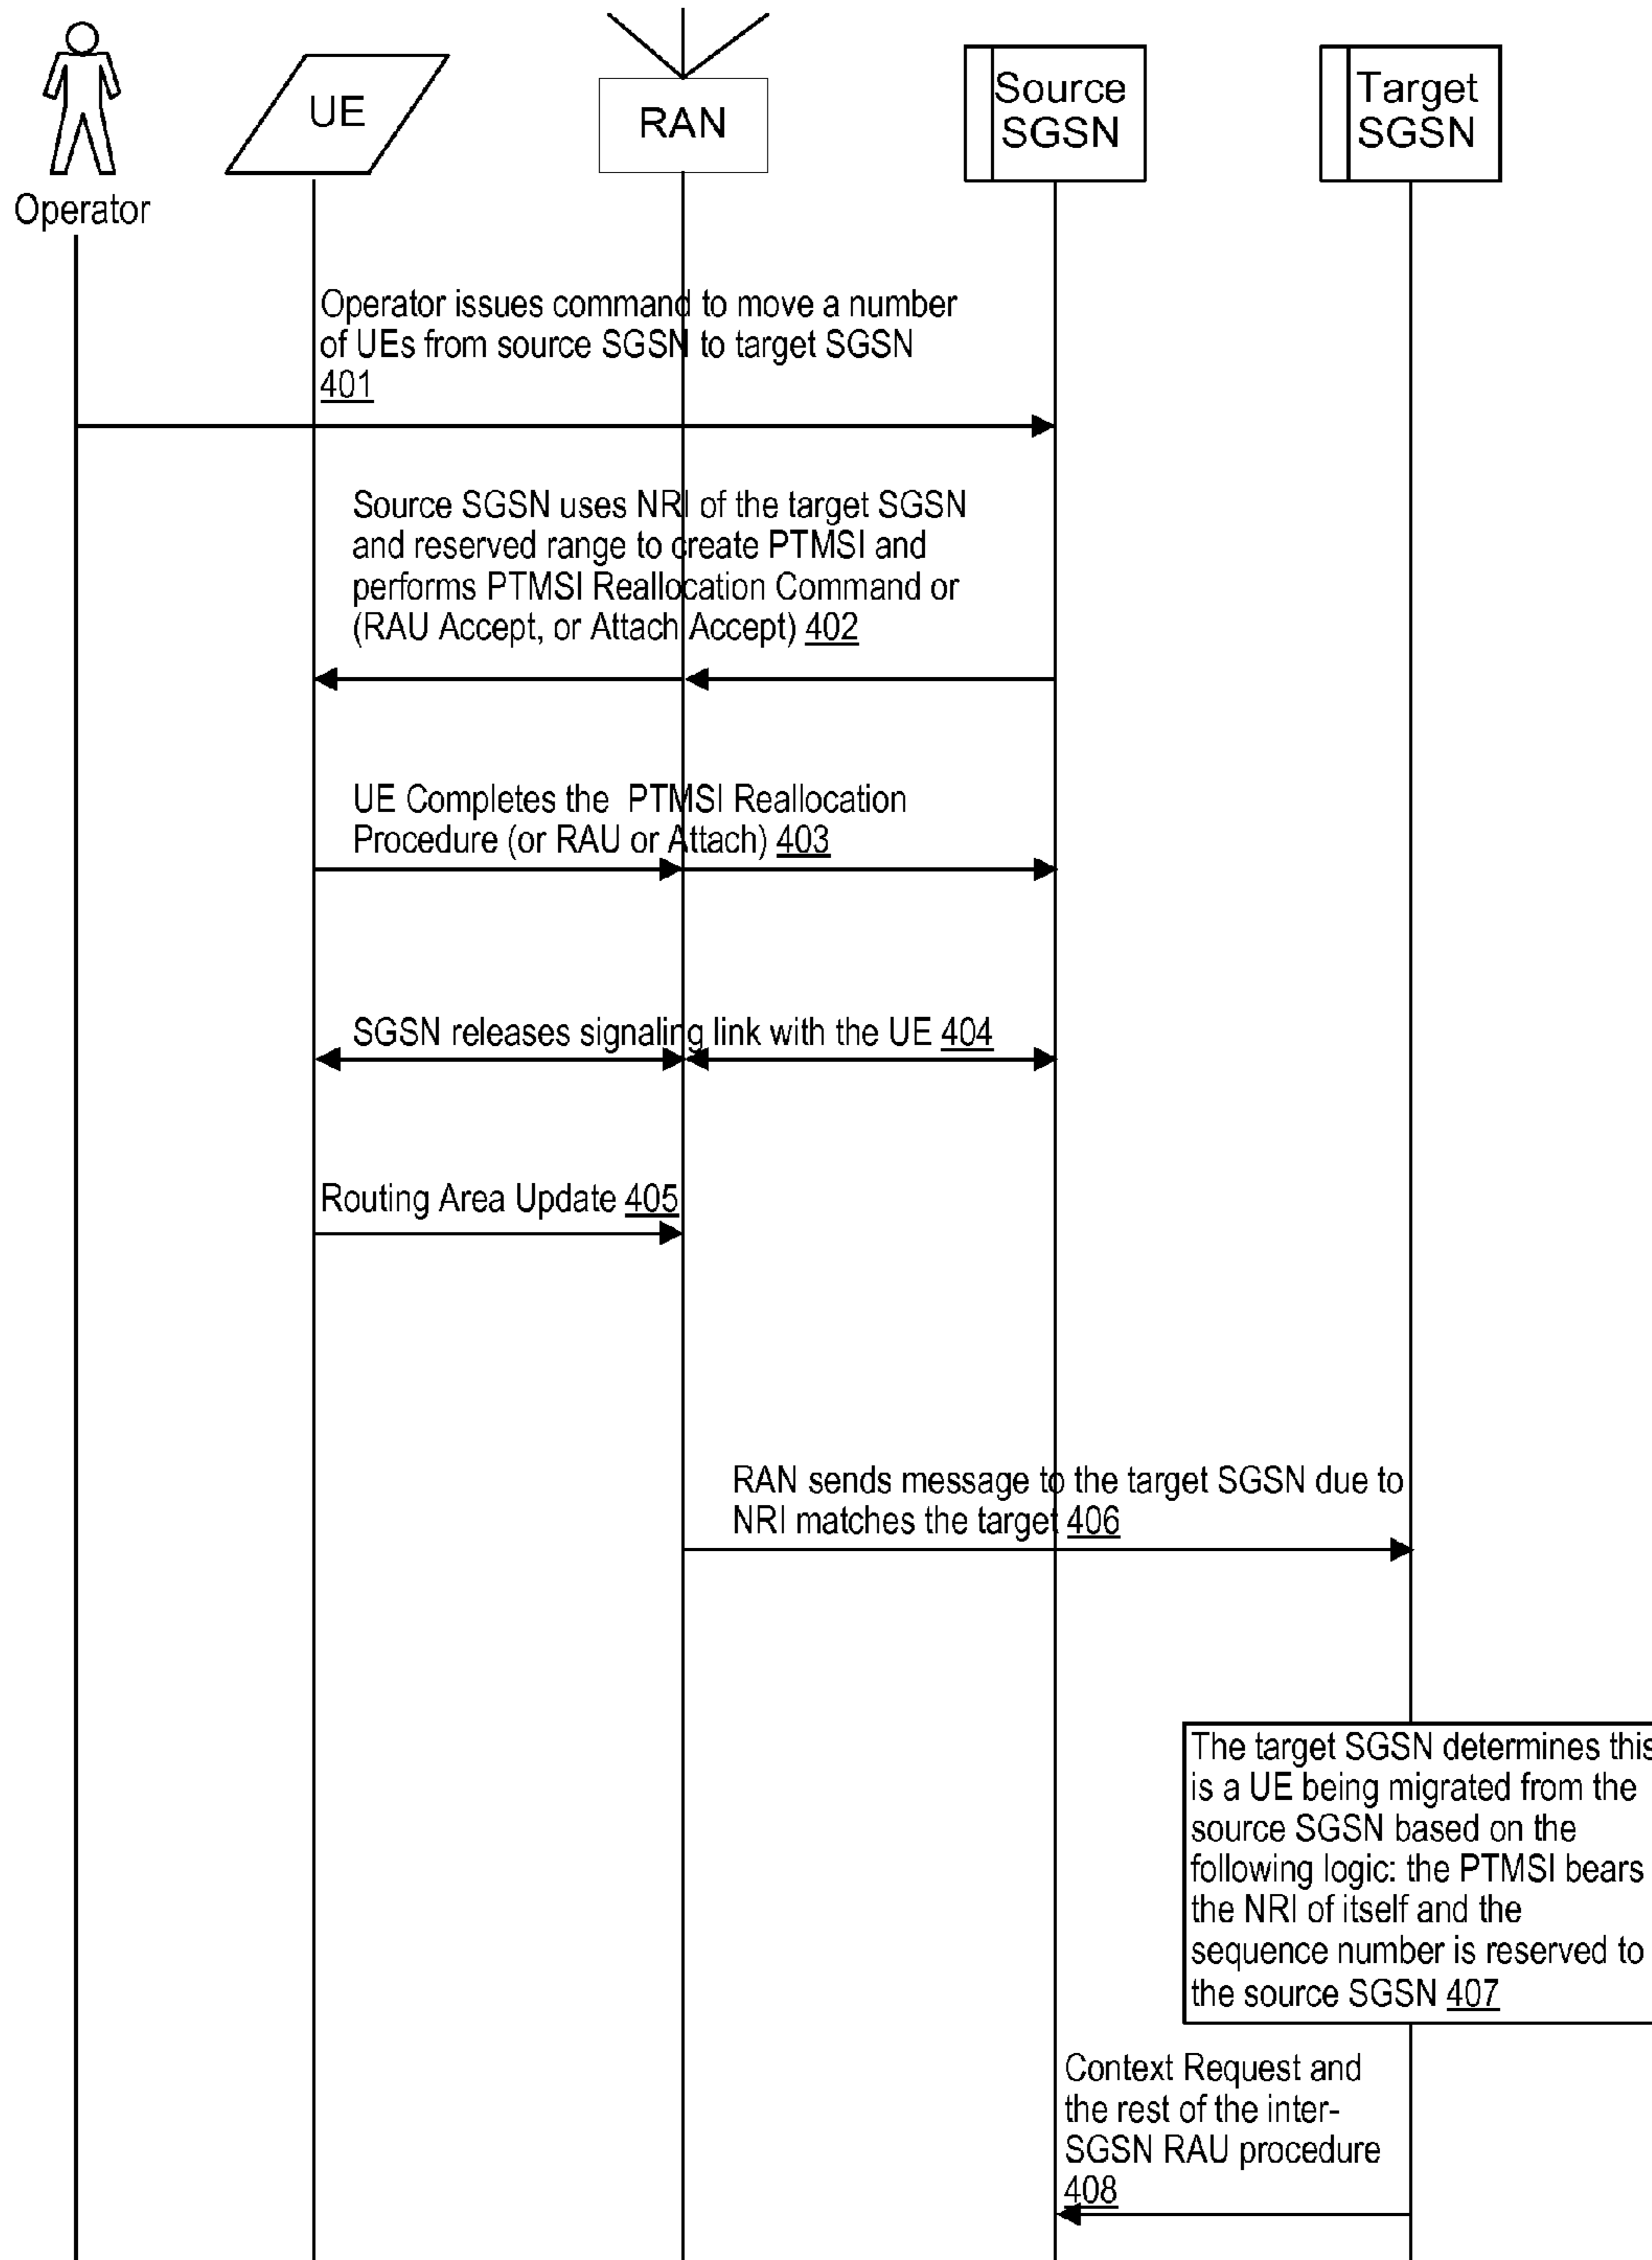 UE
RAN
Source
SGSN
Target
SGSN
Operator
Operator issues command to move a number
of UEs from source SGSN to target SGSN
401
Source SGSN uses NRI of the target SGSN
and reserved range to create PTMSI and
performs PTMSI Reallocation Command or
(RAU Accept, or Attach Accept) 402
UE Completes the PTMSI Reallocation
Procedure (or RAU or Attach) 403
SGSN releases signaling link with the UE 404
Routing Area Update 405
RAN sends message to the target SGSN due to
NRI matches the target 406
The target SGSN determines this
is a UE being migrated from the
source SGSN based on the
following logic: the PTMSI bears
the NRI of itself and the
sequence number is reserved to
the source SGSN 407
Context Request and
the rest of the inter-
SGSN RAU procedure
408